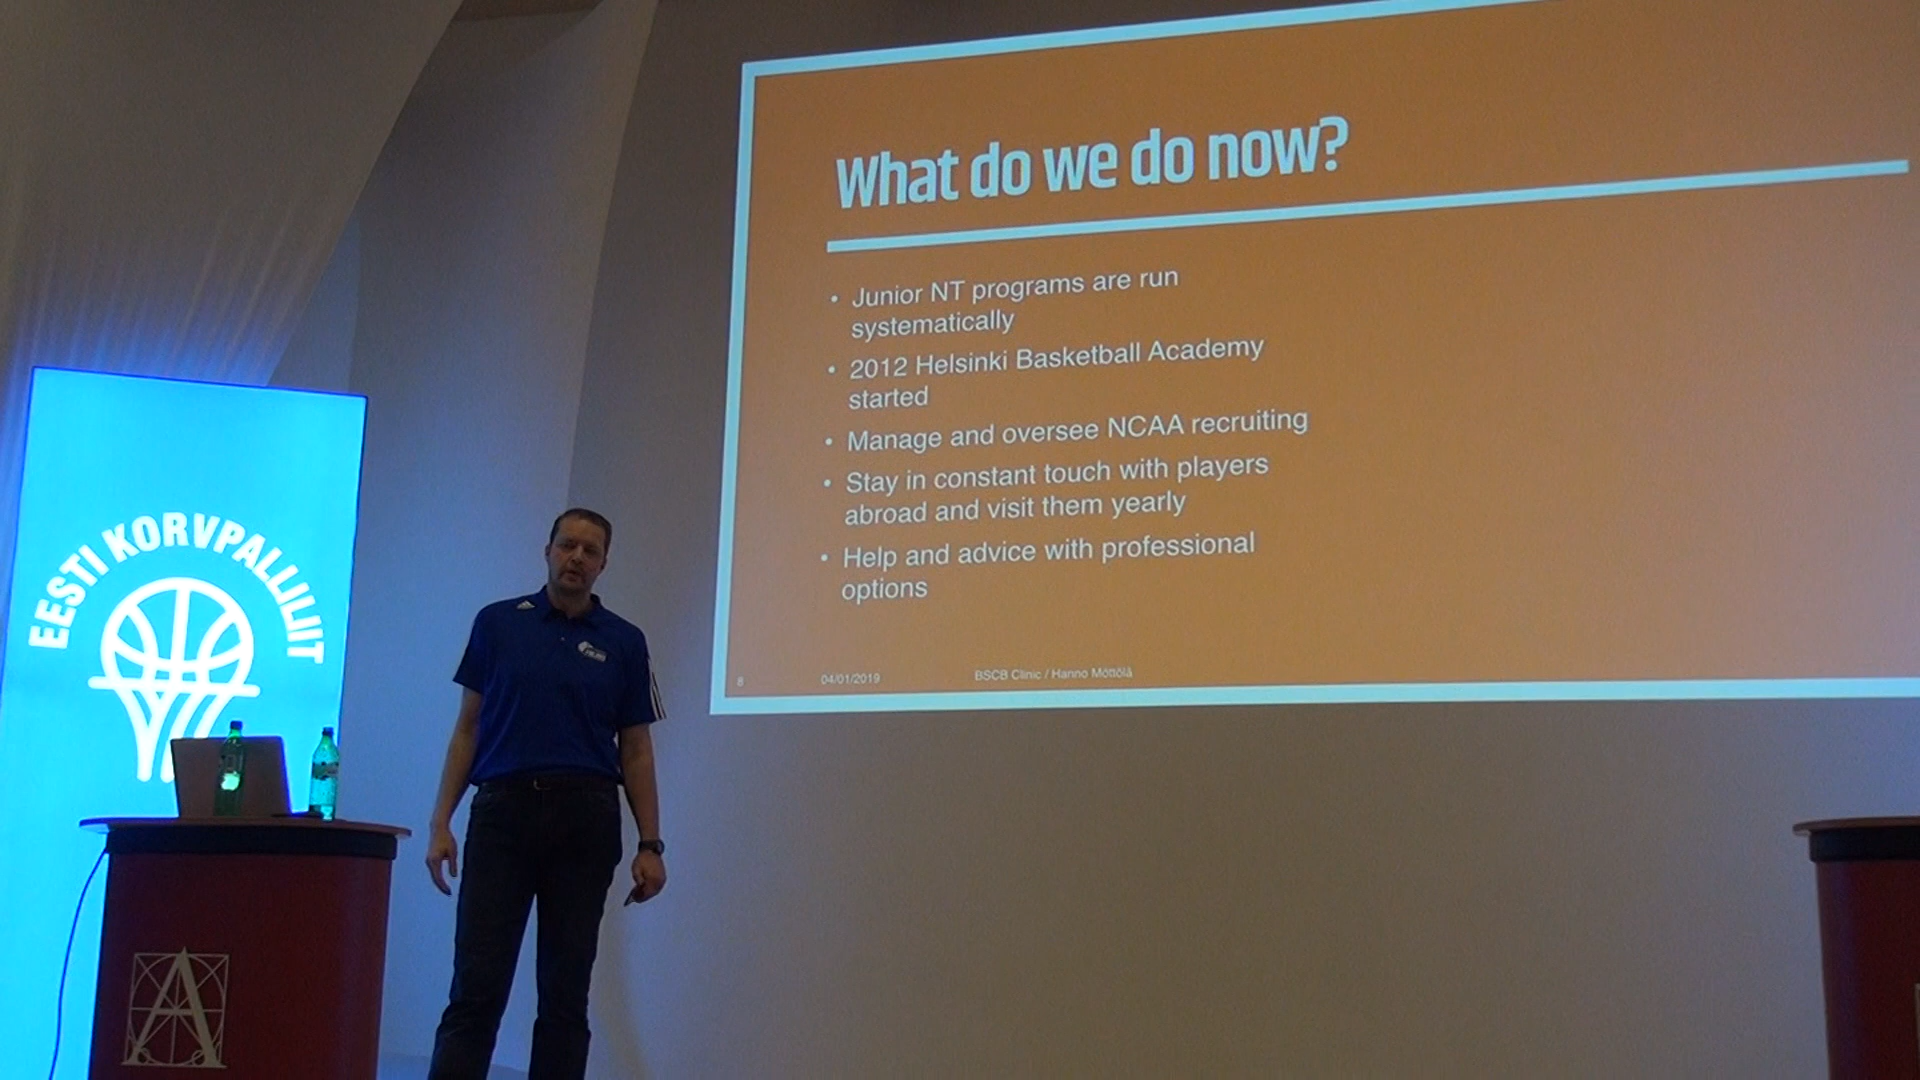 What do we do now?
• Junior NT programs are run
systematically
• 2012 Helsinki Basketball Academy
started
• Manage and oversee NCAA recruiting
• Stay in constant touch with players
abroad and visit them yearly
• Help and advice with professional
options
8 04/01/2019 BSCB Clinic / Hanno Möttölä
EESTI KORVPALLILIIT
A